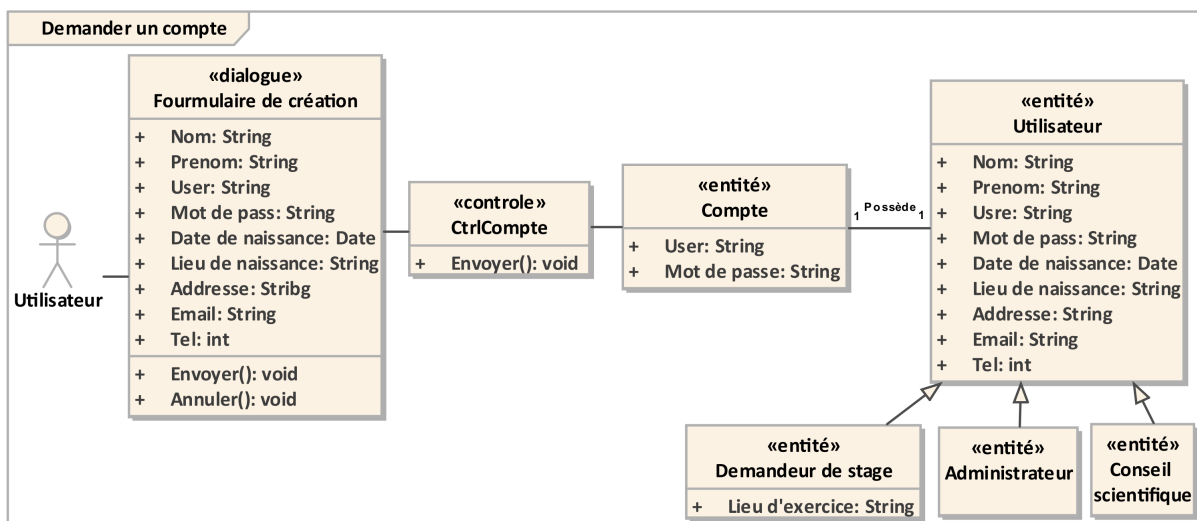 Demander un compte
«dialogue»
Fourmulaire de création
+ Nom: String
+ Prenom: String
+ User: String
+ Mot de pass: String
+ Date de naissance: Date
+ Lieu de naissance: String
+ Addresse: Stribg
+ Email: String
+ Tel: int
+ Envoyer(): void
+ Annuler(): void
Utilisateur
«controle»
CtrlCompte
+ Envoyer(): void
«entité»
Compte
+ User: String
+ Mot de passe: String
1 Possède 1
«entité»
Utilisateur
+ Nom: String
+ Prenom: String
+ Usre: String
+ Mot de pass: String
+ Date de naissance: Date
+ Lieu de naissance: String
+ Addresse: String
+ Email: String
+ Tel: int
«entité»
Demandeur de stage
+ Lieu d'exercice: String
«entité»
Administrateur
«entité»
Conseil
scientifique